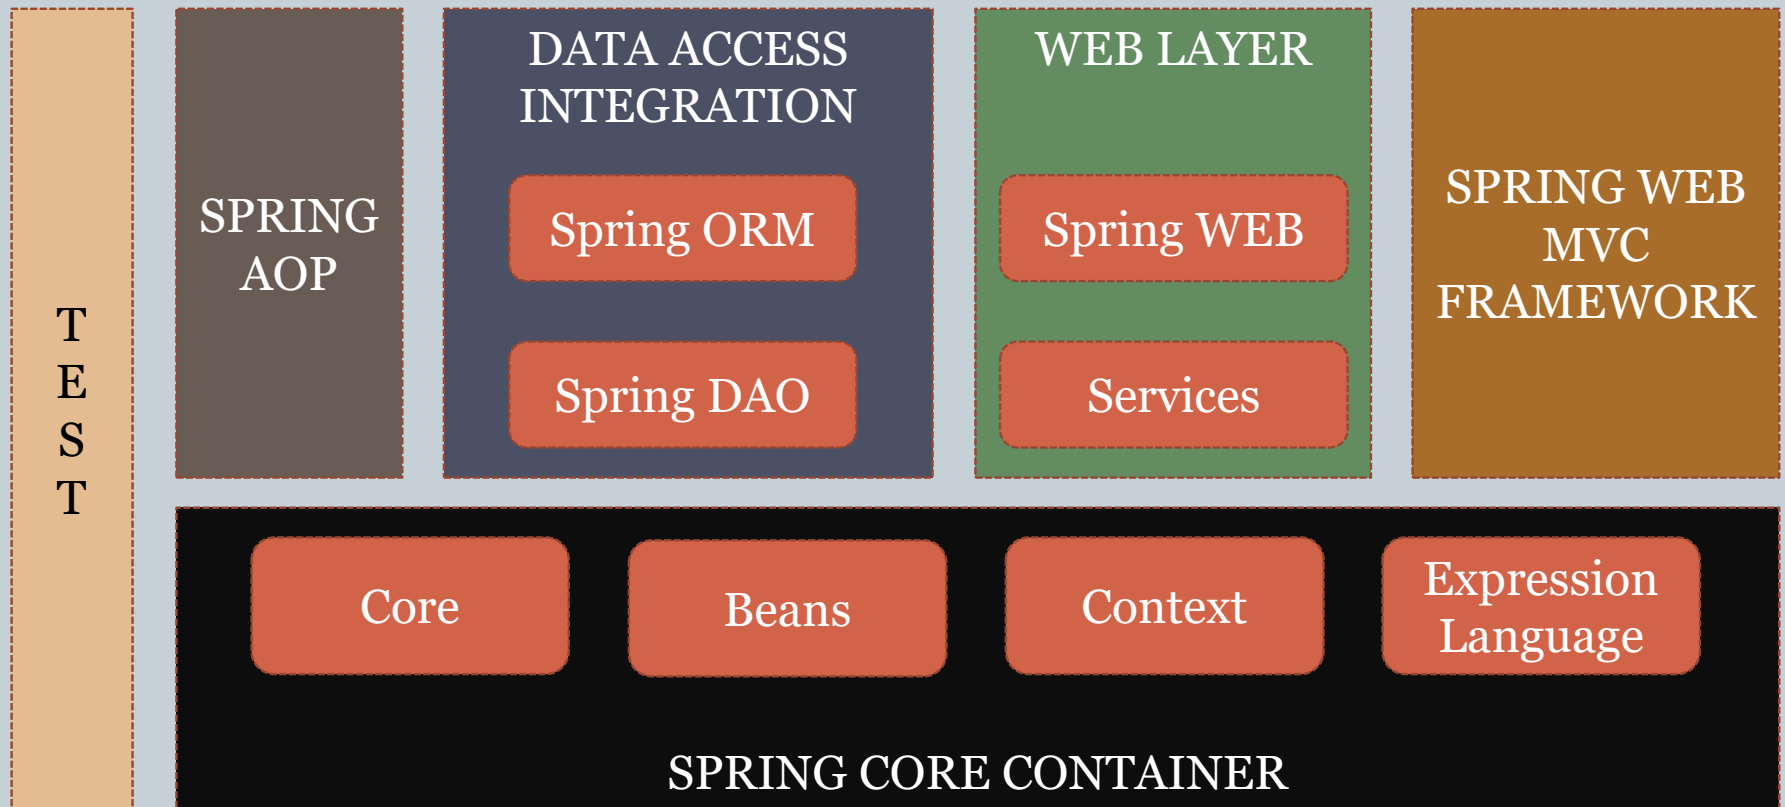 T
E
S
T
SPRING
AOP
DATA ACCESS
INTEGRATION
Spring ORM
Spring DAO
WEB LAYER
Spring WEB
Services
SPRING WEB
MVC
FRAMEWORK
Core
Beans
Context
Expression
Language
SPRING CORE CONTAINER